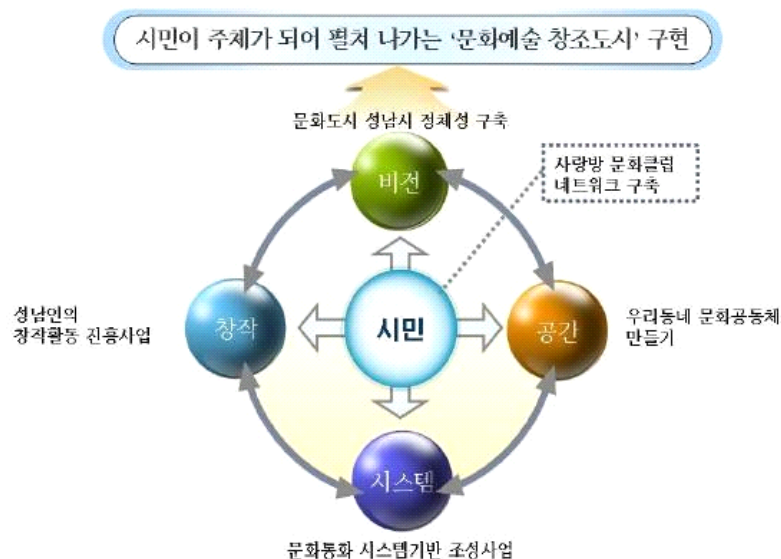 시민이 주체가 되어 펼쳐 나가는 '문화예술 창조도시' 구현
문화도시 성남시 정체성 구축
비전
사랑방 문화클럽
네트워크 구축
성남인의
창작활동 진흥사업
창작
시민
공간
우리동네 문화공동체
만들기
시스템
문화통화 시스템기반 조성사업